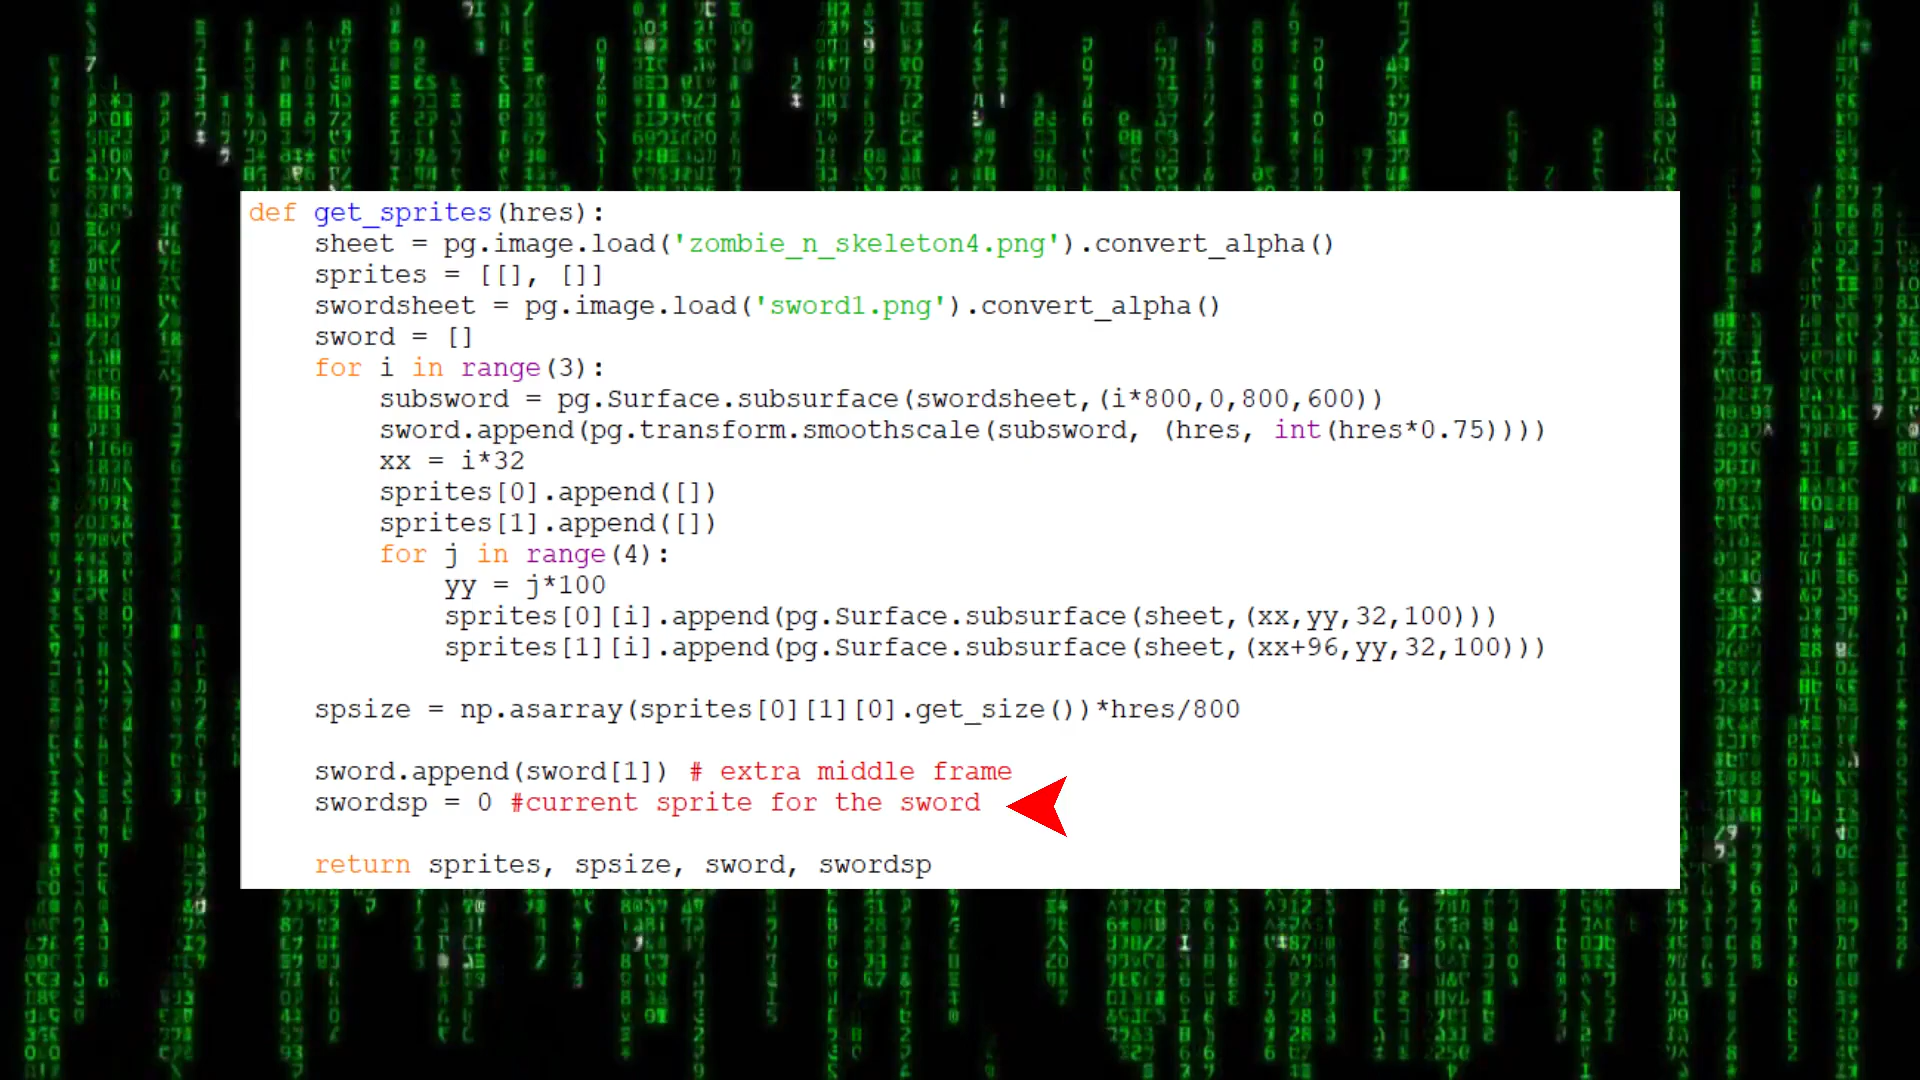 def get_sprites(hres):
    sheet = pg.image.load('zombie_n_skeleton4.png').convert_alpha()
    sprites = [[], []]
    swordsheet = pg.image.load('sword1.png').convert_alpha()
    sword = []
    for i in range(3):
        subsword = pg.Surface.subsurface(swordsheet,(i*800,0,800,600))
        sword.append(pg.transform.smoothscale(subsword, (hres, int(hres*0.75))))
        xx = i*32
        sprites[0].append([])
        sprites[1].append([])
        for j in range(4):
            yy = j*100
            sprites[0][i].append(pg.Surface.subsurface(sheet,(xx,yy,32,100)))
            sprites[1][i].append(pg.Surface.subsurface(sheet,(xx+96,yy,32,100)))

    spsize = np.asarray(sprites[0][1][0].get_size())*hres/800

    sword.append(sword[1]) # extra middle frame
    swordsp = 0 #current sprite for the sword

    return sprites, spsize, sword, swordsp